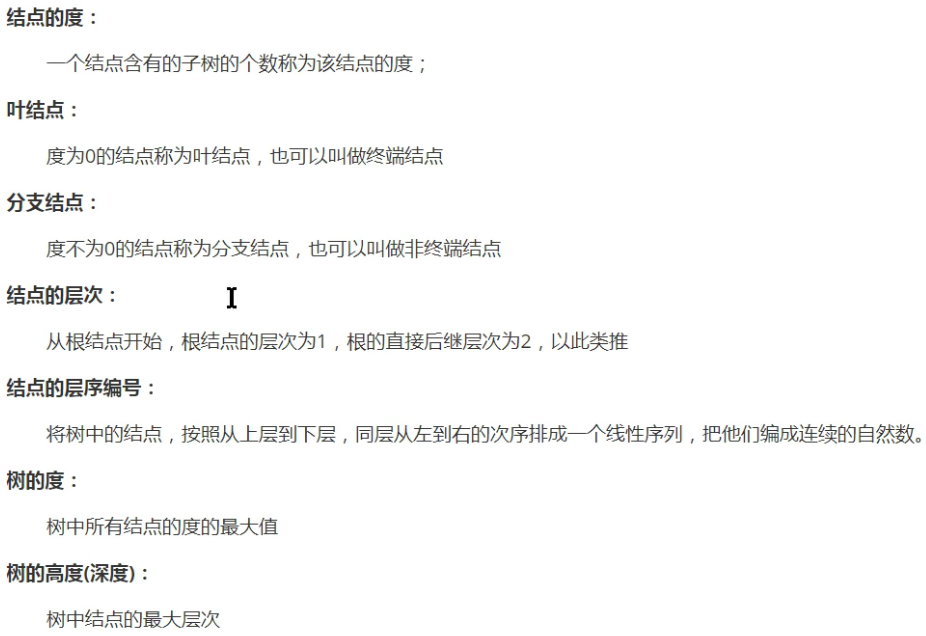 结点的度：
一个结点含有的子树的个数称为该结点的度；
叶结点：
度为0的结点称为叶结点，也可以叫做终端结点
分支结点：
度不为0的结点称为分支结点，也可以叫做非终端结点
结点的层次：
从根结点开始，根结点的层次为1，根的直接后继层次为2，以此类推
结点的层序编号：
将树中的结点，按照从上层到下层，同层从左到右的次序排成一个线性序列，把他们编成连续的自然数。
树的度：
树中所有结点的度的最大值
树的高度(深度)：
树中结点的最大层次